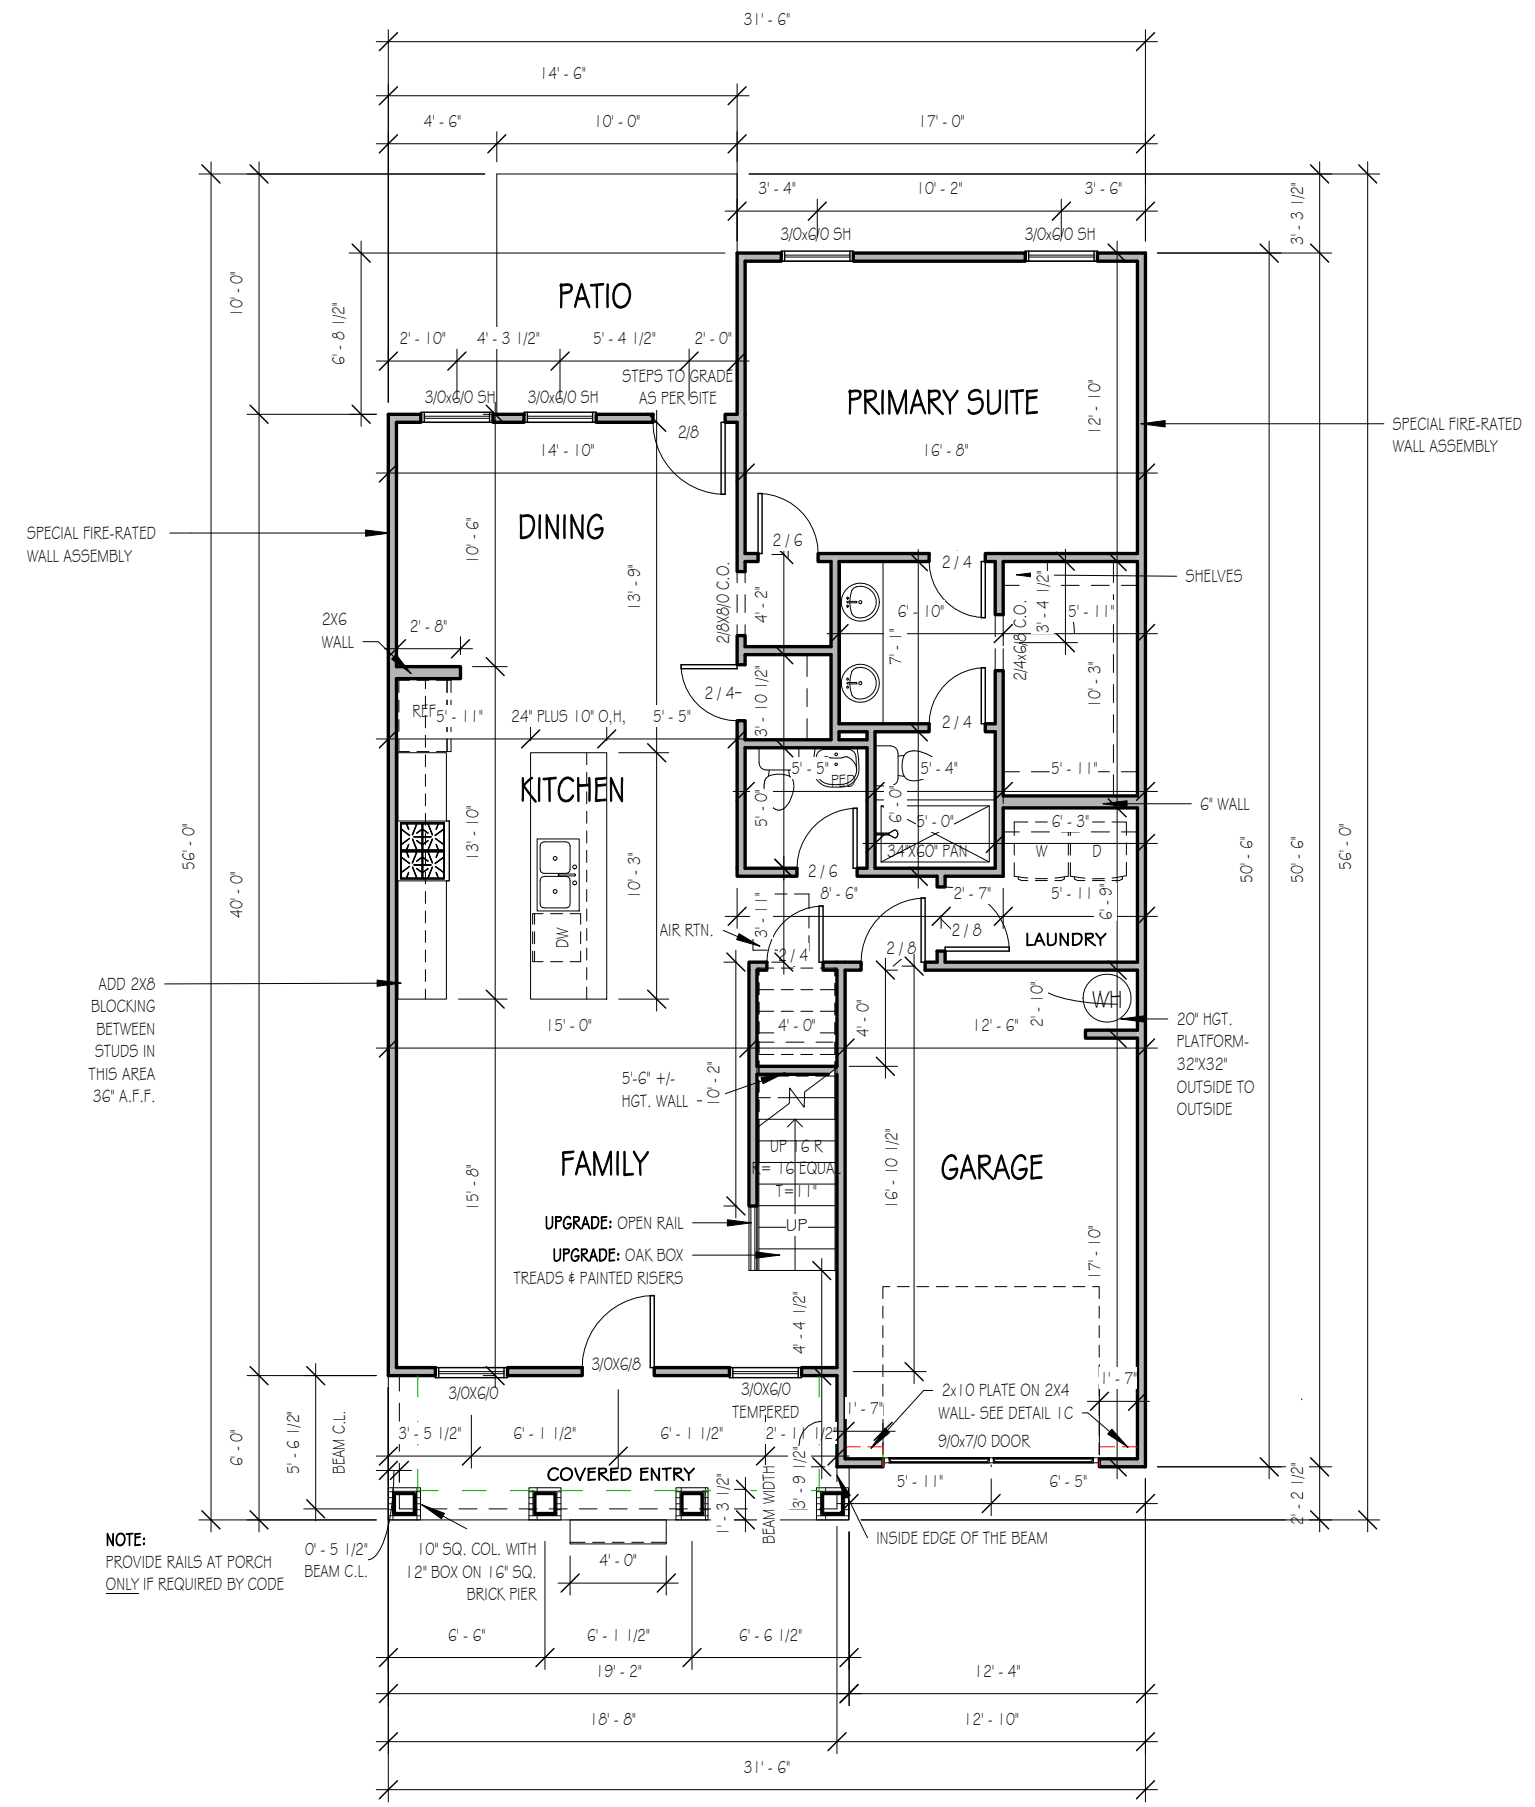 31' - 6"
14' - 6"
4' - 6"
10' - 0"
17' - 0"
3' - 4"
10' - 2"
3' - 6"
3' - 3 1/2"
3/0x6/0 SH
3/0x6/0 SH
10' - 0"
6' - 8 1/2"
PATIO
2' - 10"
4' - 3 1/2"
5' - 4 1/2"
2' - 0"
STEPS TO GRADE
AS PER SITE
3/0x6/0 SH
3/0x6/0 SH
2/8
PRIMARY SUITE
12' - 10"
SPECIAL FIRE-RATED
WALL ASSEMBLY
14' - 10"
16' - 8"
SPECIAL FIRE-RATED
WALL ASSEMBLY
DINING
10' - 6"
13' - 9"
2 / 6
2/8X8/0 C.O.
4' - 2"
2 / 4
SHELVES
3' - 4 1/2"
6' - 10"
5' - 11"
2/4x6/8 C.O.
7' - 1"
2X6
WALL
2' - 8"
10' - 3"
2 / 4
3' - 10 1/2"
REF.
5' - 11"
24" PLUS 10" O,H,
5' - 5"
2 / 4
KITCHEN
5' - 5"
PED
5' - 4"
5' - 11"
5' - 0"
6' - 0"
6" WALL
5' - 0"
34"X60" PAN
6' - 3"
W
D
56' - 0"
40' - 0"
13' - 10"
10' - 3"
DW
2 / 6
8' - 6"
2' - 7"
5' - 11
6' - 9"
50' - 6"
50' - 6"
56' - 0"
AIR RTN.
3' - 11"
2 / 4
2 / 8
2 / 8
LAUNDRY
ADD 2X8
BLOCKING
BETWEEN
STUDS IN
THIS AREA
36" A.F.F.
15' - 0"
4' - 0"
4' - 0"
12' - 6"
2' - 10"
WH
20" HGT.
PLATFORM-
32"X32"
OUTSIDE TO
OUTSIDE
5'-6" +/-
HGT. WALL
10' - 2"
FAMILY
15' - 8"
UP 16 R
R= 16 EQUAL
T=11"
UP
16' - 10 1/2"
GARAGE
17' - 10"
UPGRADE: OPEN RAIL
UPGRADE: OAK BOX
TREADS & PAINTED RISERS
4' - 4 1/2"
3/0X6/8
3/0X6/0
3/0X6/0
TEMPERED
2x10 PLATE ON 2X4
WALL- SEE DETAIL 1C
1' - 7"
1' - 7"
9/0x7/0 DOOR
6' - 0"
5' - 6 1/2"
BEAM C.L.
3' - 5 1/2"
6' - 1 1/2"
6' - 1 1/2"
2' - 11 1/2"
COVERED ENTRY
5' - 11"
6' - 5"
1' - 3 1/2"
BEAM WIDTH
3' - 9 1/2"
2' - 2 1/2"
INSIDE EDGE OF THE BEAM
NOTE:
PROVIDE RAILS AT PORCH
ONLY IF REQUIRED BY CODE
0' - 5 1/2"
BEAM C.L.
10" SQ. COL. WITH
12" BOX ON 16" SQ.
BRICK PIER
4' - 0"
6' - 6"
6' - 1 1/2"
6' - 6 1/2"
19' - 2"
12' - 4"
18' - 8"
12' - 10"
31' - 6"